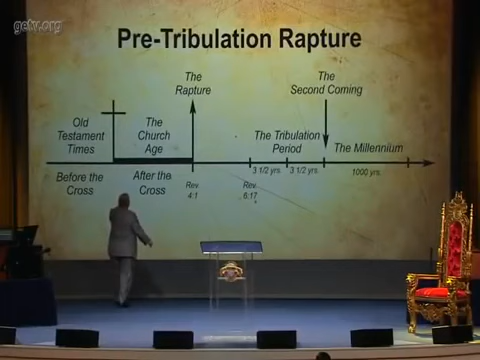 getv.org
Pre-Tribulation Rapture
The
Rapture
The
Second Coming
Old
Testament
Times
The
Church
Age
The Tribulation
Period
The Millennium
3 1/2 yrs.
3 1/2 yrs.
1000 yrs.
Before the
Cross
After the
Cross
Rev.
4:1
Rev.
6:17